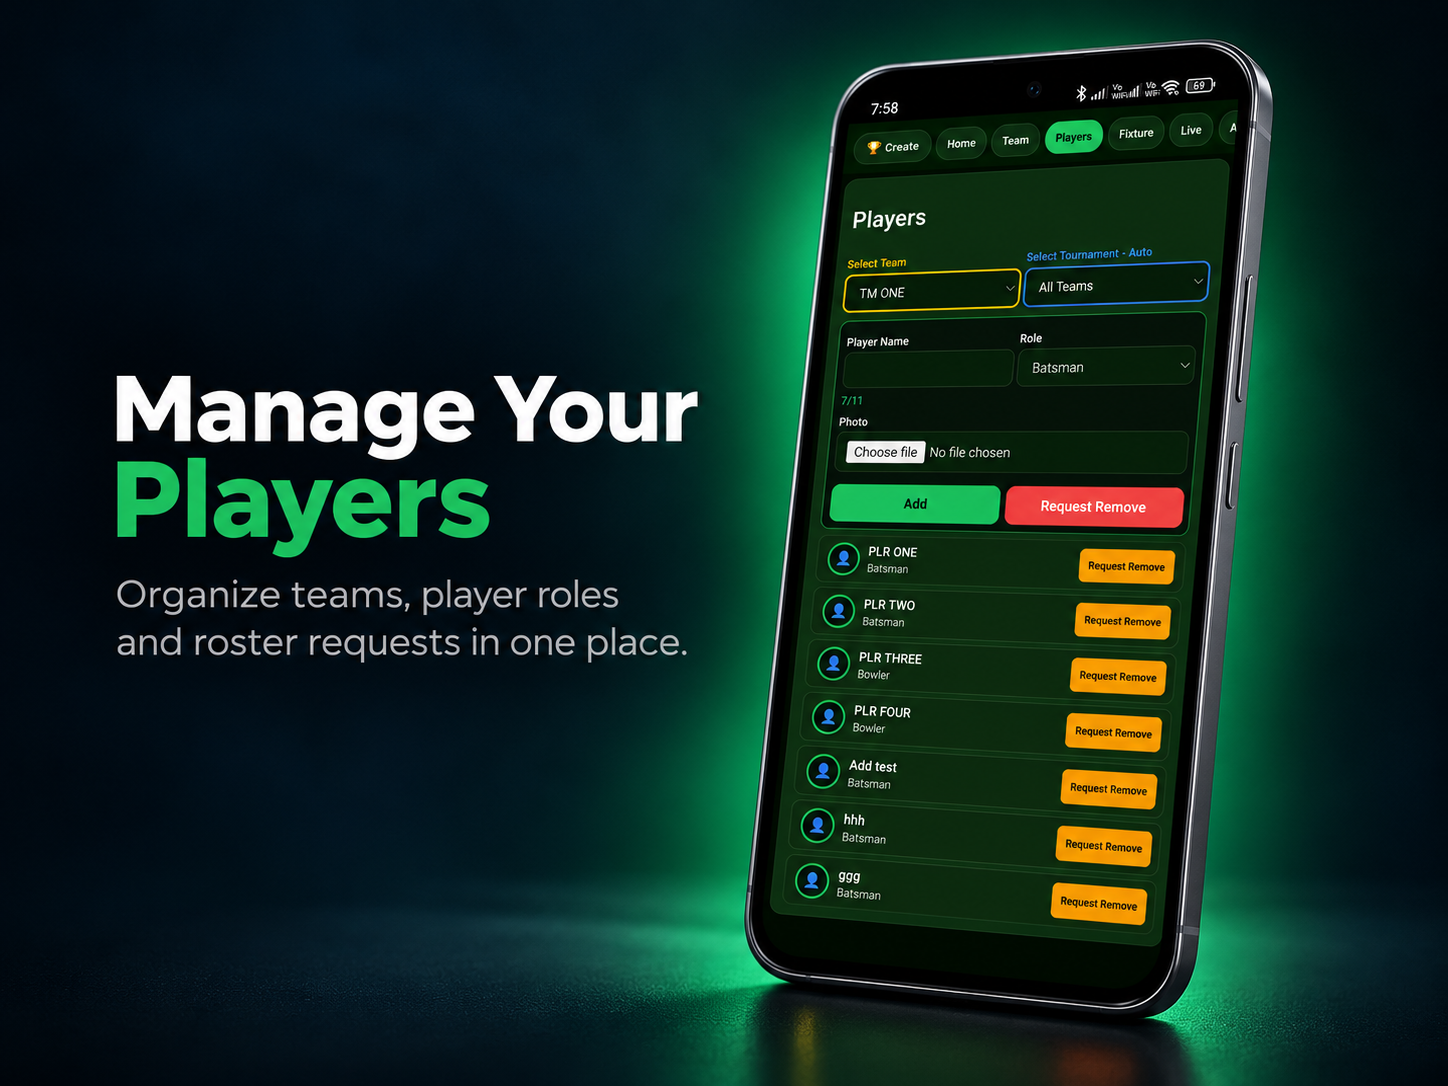 Manage Your
Players
Organize teams, player roles
and roster requests in one place.
7:58
69
🏆 Create Home Team Players Fixture Live A
Players
Select Team
Select Tournament - Auto
TM ONE
All Teams
Player Name
Role
Batsman
7/11
Photo
Choose file No file chosen
Add
Request Remove
PLR ONE
Batsman
Request Remove
PLR TWO
Batsman
Request Remove
PLR THREE
Bowler
Request Remove
PLR FOUR
Bowler
Request Remove
Add test
Batsman
Request Remove
hhh
Batsman
Request Remove
ggg
Batsman
Request Remove